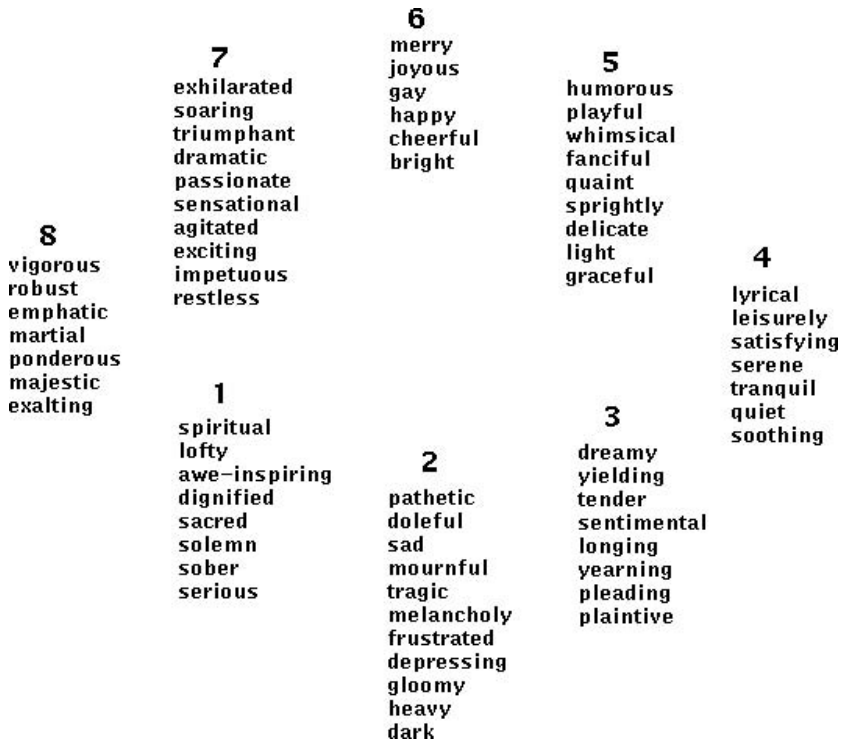 6
merry
joyous
gay
happy
cheerful
bright
7
exhilarated
soaring
triumphant
dramatic
passionate
sensational
agitated
exciting
impetuous
restless
5
humorous
playful
whimsical
fanciful
quaint
sprightly
delicate
light
graceful
8
vigorous
robust
emphatic
martial
ponderous
majestic
exalting
4
lyrical
leisurely
satisfying
serene
tranquil
quiet
soothing
1
spiritual
lofty
awe-inspiring
dignified
sacred
solemn
sober
serious
2
pathetic
doleful
sad
mournful
tragic
melancholy
frustrated
depressing
gloomy
heavy
dark
3
dreamy
yielding
tender
sentimental
longing
yearning
pleading
plaintive